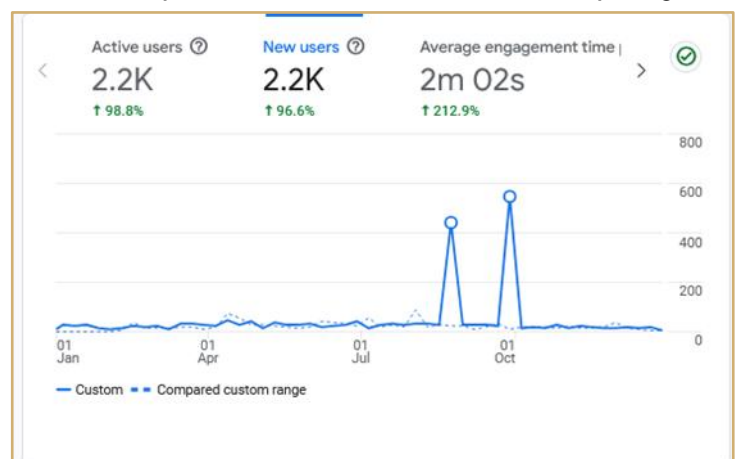 Active users
New users
Average engagement time
2.2K
2.2K
2m 02s
↑ 98.8%
↑ 96.6%
↑ 212.9%
800
600
400
200
0
01
Jan
01
Apr
01
Jul
01
Oct
Custom
Compared custom range